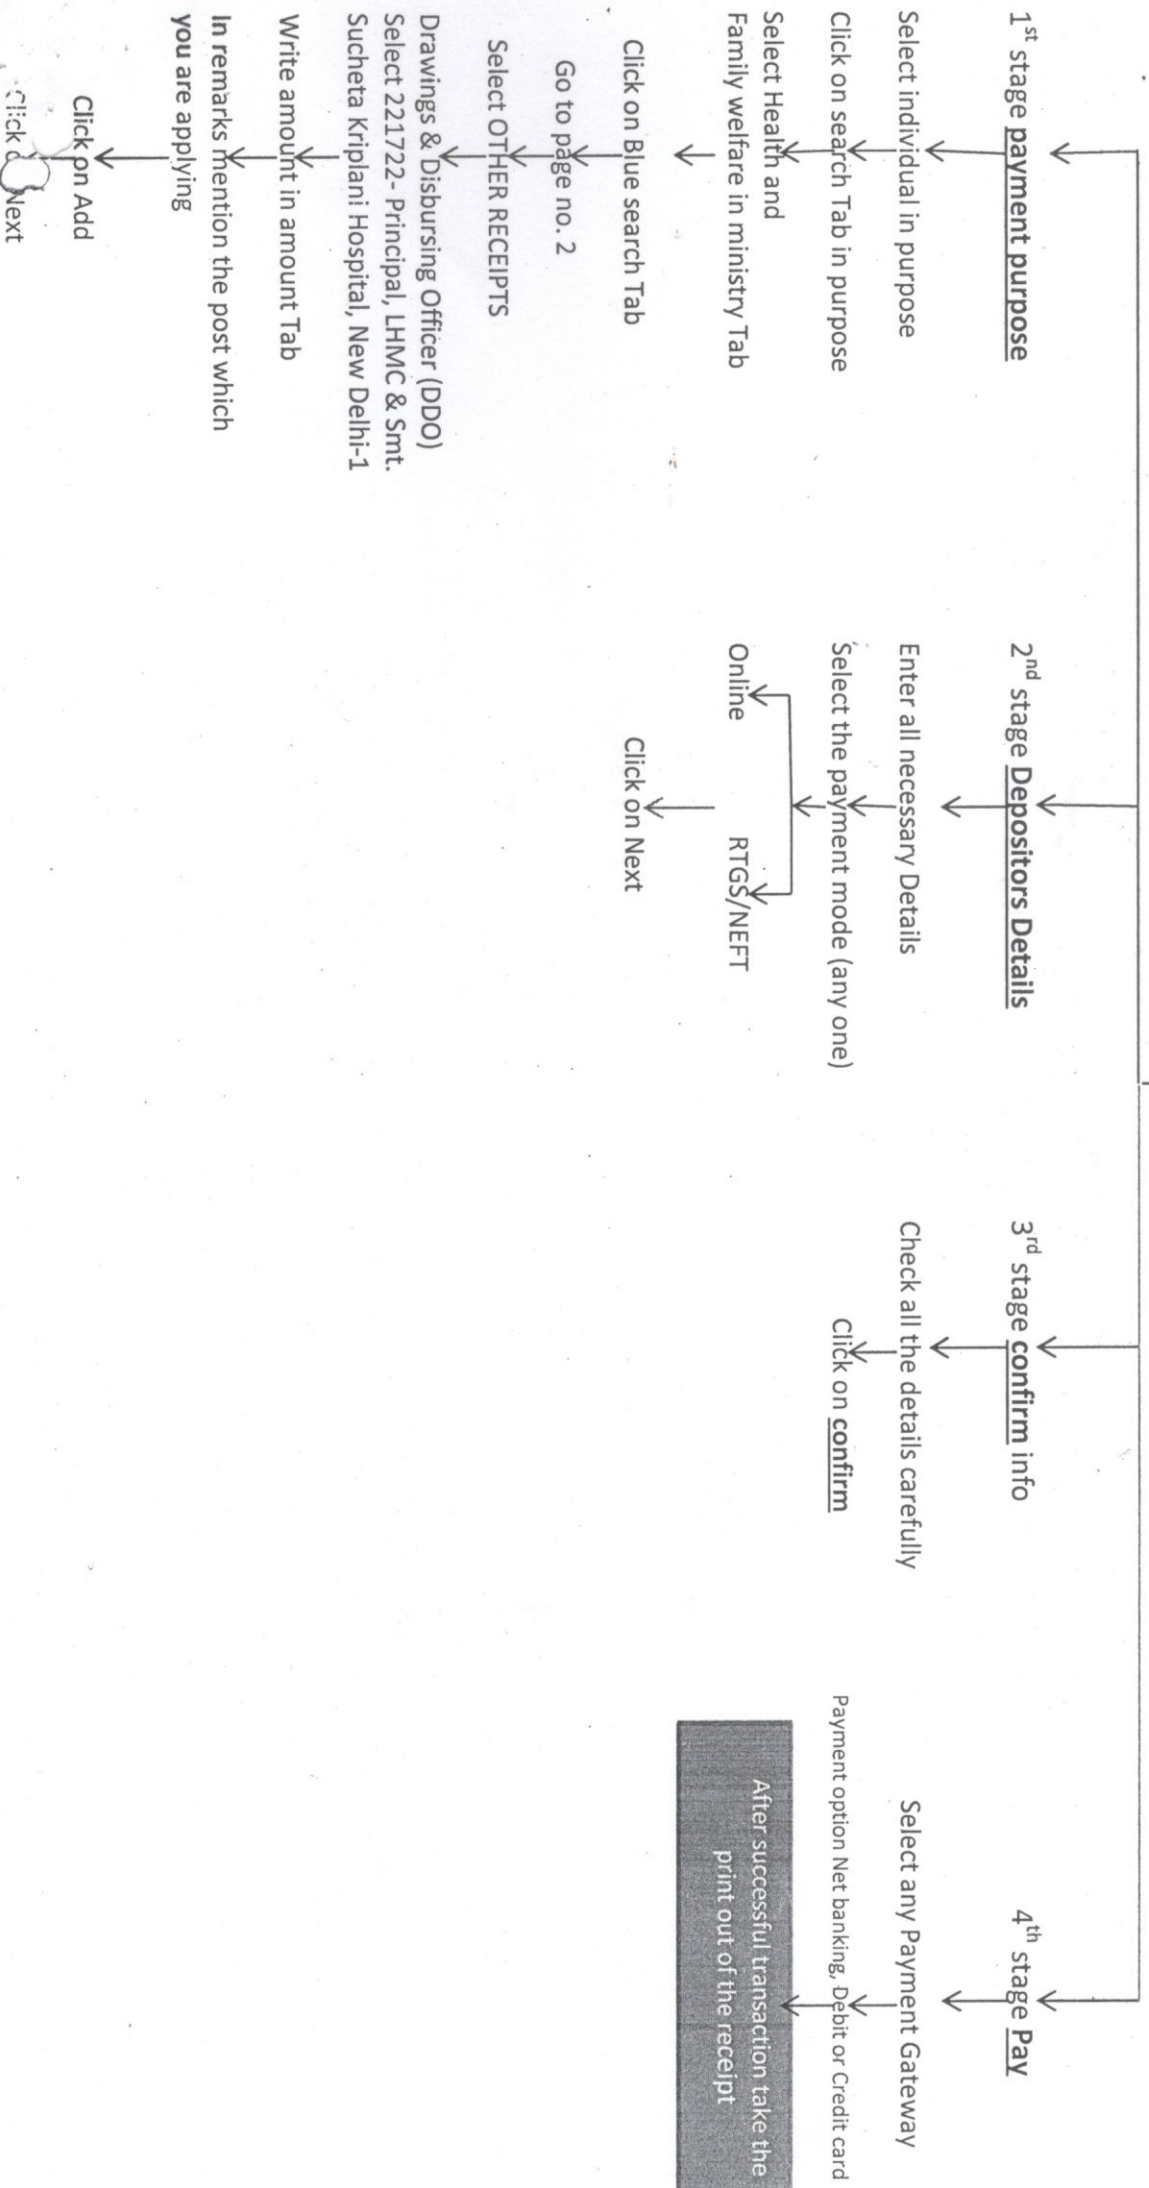 1st stage payment purpose
Select individual in purpose
Click on search Tab in purpose
Select Health and
Family welfare in ministry Tab
Click on Blue search Tab
Go to page no. 2
Select OTHER RECEIPTS
Drawings & Disbursing Officer (DDO)
Select 221722- Principal, LHMC & Smt.
Sucheta Kriplani Hospital, New Delhi-1
Write amount in amount Tab
In remarks mention the post which
you are applying
Click on Add
Click Next
2nd stage Depositors Details
Enter all necessary Details
Select the payment mode (any one)
Online
RTGS/NEFT
Click on Next
3rd stage confirm info
Check all the details carefully
Click on confirm
4th stage Pay
Select any Payment Gateway
Payment option Net banking, Debit or Credit card
After successful transaction take the
print out of the receipt